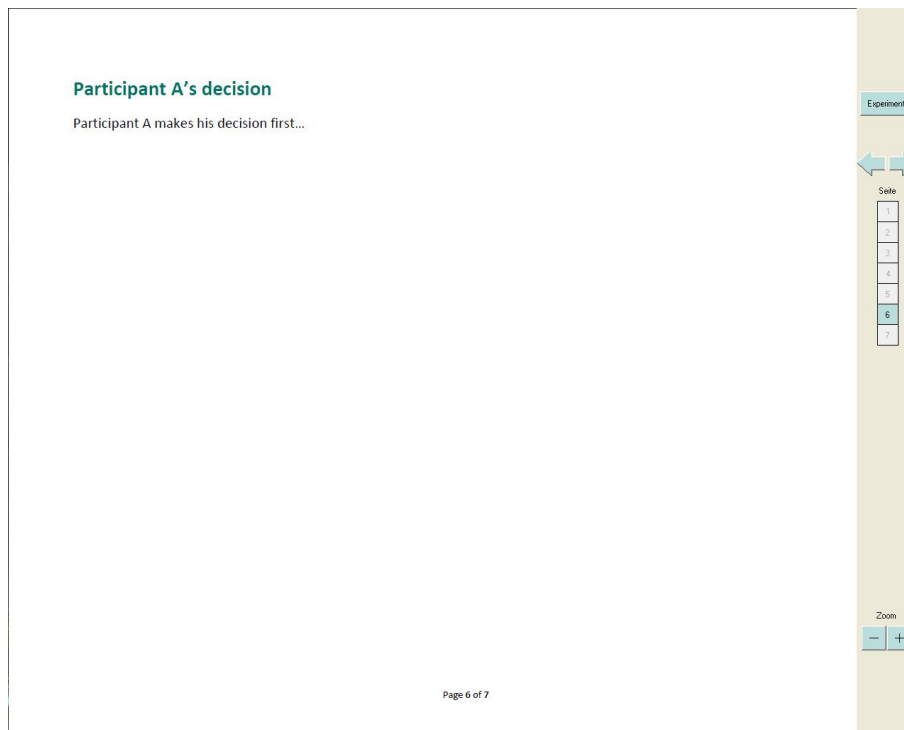 Participant A’s decision
Participant A makes his decision first...
Experiment
Seite
1
2
3
4
5
6
7
Zoom
− +
Page 6 of 7